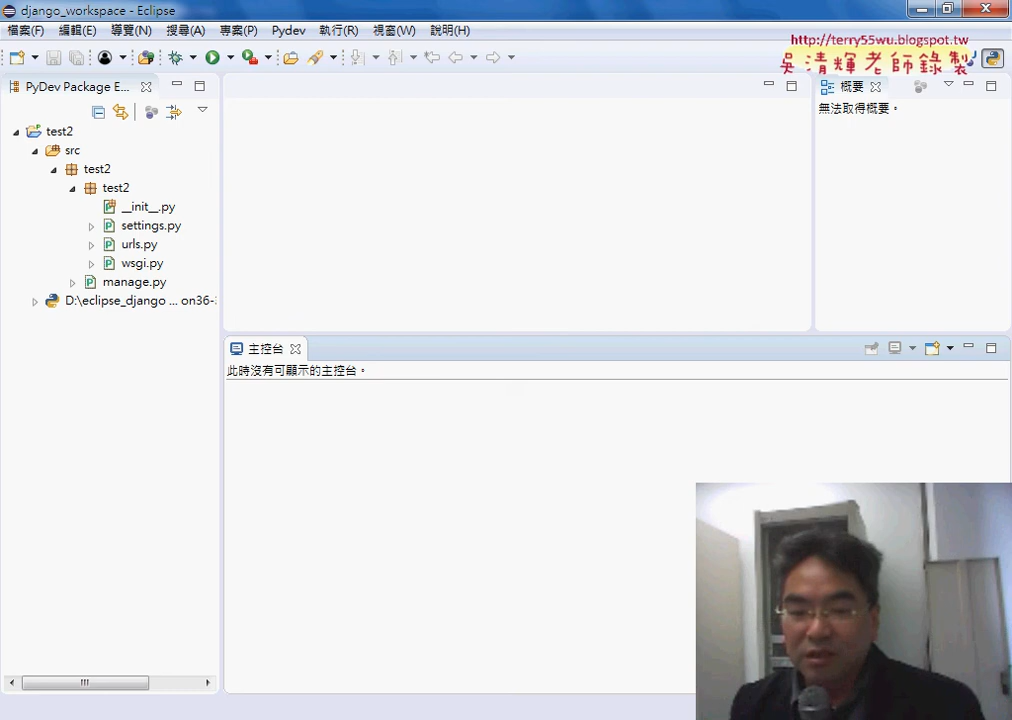 django_workspace - Eclipse
檔案(F) 編輯(E) 導覽(N) 搜尋(A) 專案(P) Pydev 執行(R) 視窗(W) 說明(H)
http://terry55wu.blogspot.tw
吳清輝老師錄製
PyDev Package E...
概要
無法取得概要。
test2
src
test2
test2
__init__.py
settings.py
urls.py
wsgi.py
manage.py
D:\eclipse_django ... on36-
主控台
此時沒有可顯示的主控台。